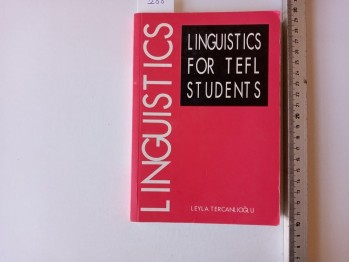 LINGUISTICS
LINGUISTICS
FOR TEFL
STUDENTS
LEYLA TERCANLIOĞLU